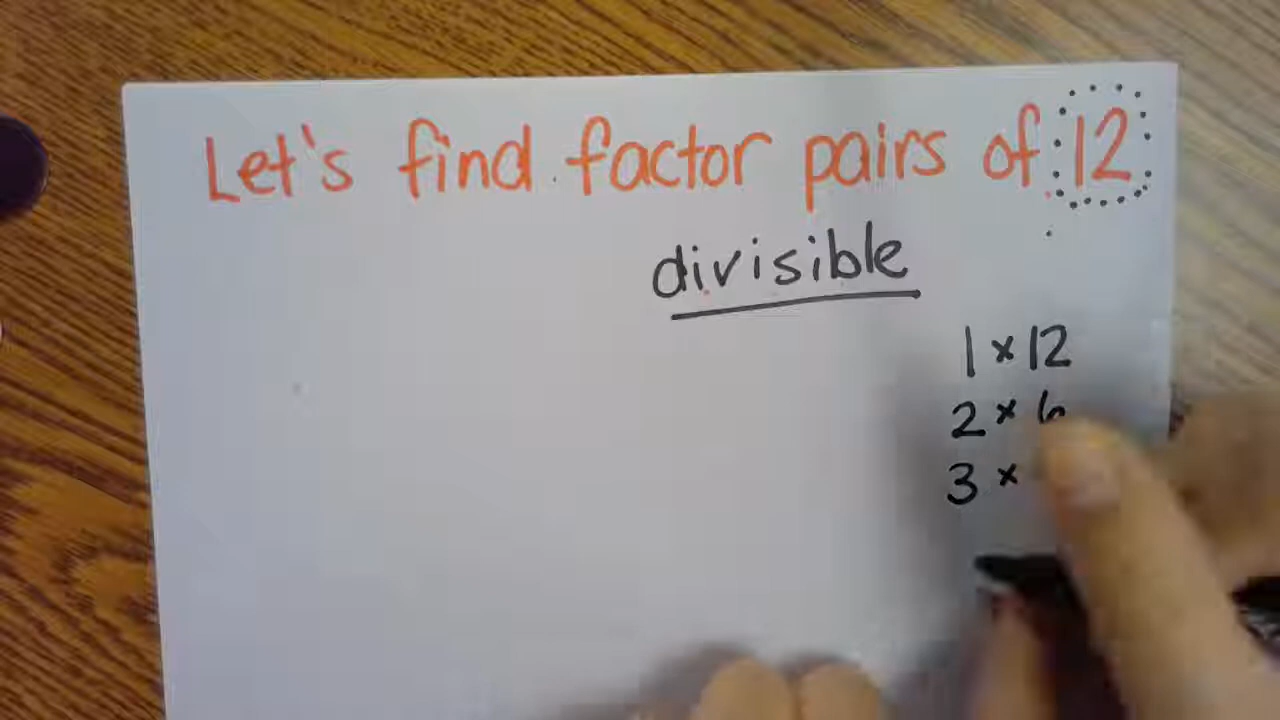 Let's find factor pairs of 12
divisible
1 × 12
2 × 6
3 ×